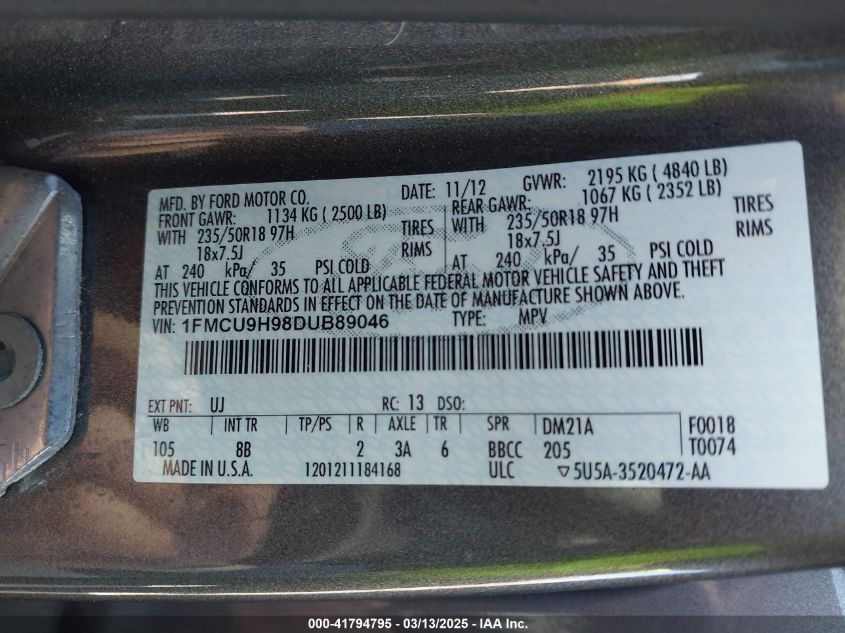 MFD. BY FORD MOTOR CO. DATE: 11/12 GVWR: 2195 KG ( 4840 LB)
FRONT GAWR: 1134 KG ( 2500 LB) REAR GAWR: 1067 KG ( 2352 LB)
WITH 235/50R18 97H TIRES WITH 235/50R18 97H TIRES
18x7.5J RIMS 18x7.5J RIMS
AT 240 kPa/ 35 PSI COLD AT 240 kPa/ 35 PSI COLD
THIS VEHICLE CONFORMS TO ALL APPLICABLE FEDERAL MOTOR VEHICLE SAFETY AND THEFT
PREVENTION STANDARDS IN EFFECT ON THE DATE OF MANUFACTURE SHOWN ABOVE.
VIN: 1FMCU9H98DUB89046 TYPE: MPV
EXT PNT: UJ RC: 13 DSO:
WB INT TR TP/PS R AXLE TR SPR DM21A F0018
105 8B 2 3A 6 BBCC 205 T0074
MADE IN U.S.A. 1201211184168 ULC ▽5U5A-3520472-AA
000-41794795 - 03/13/2025 - IAA Inc.